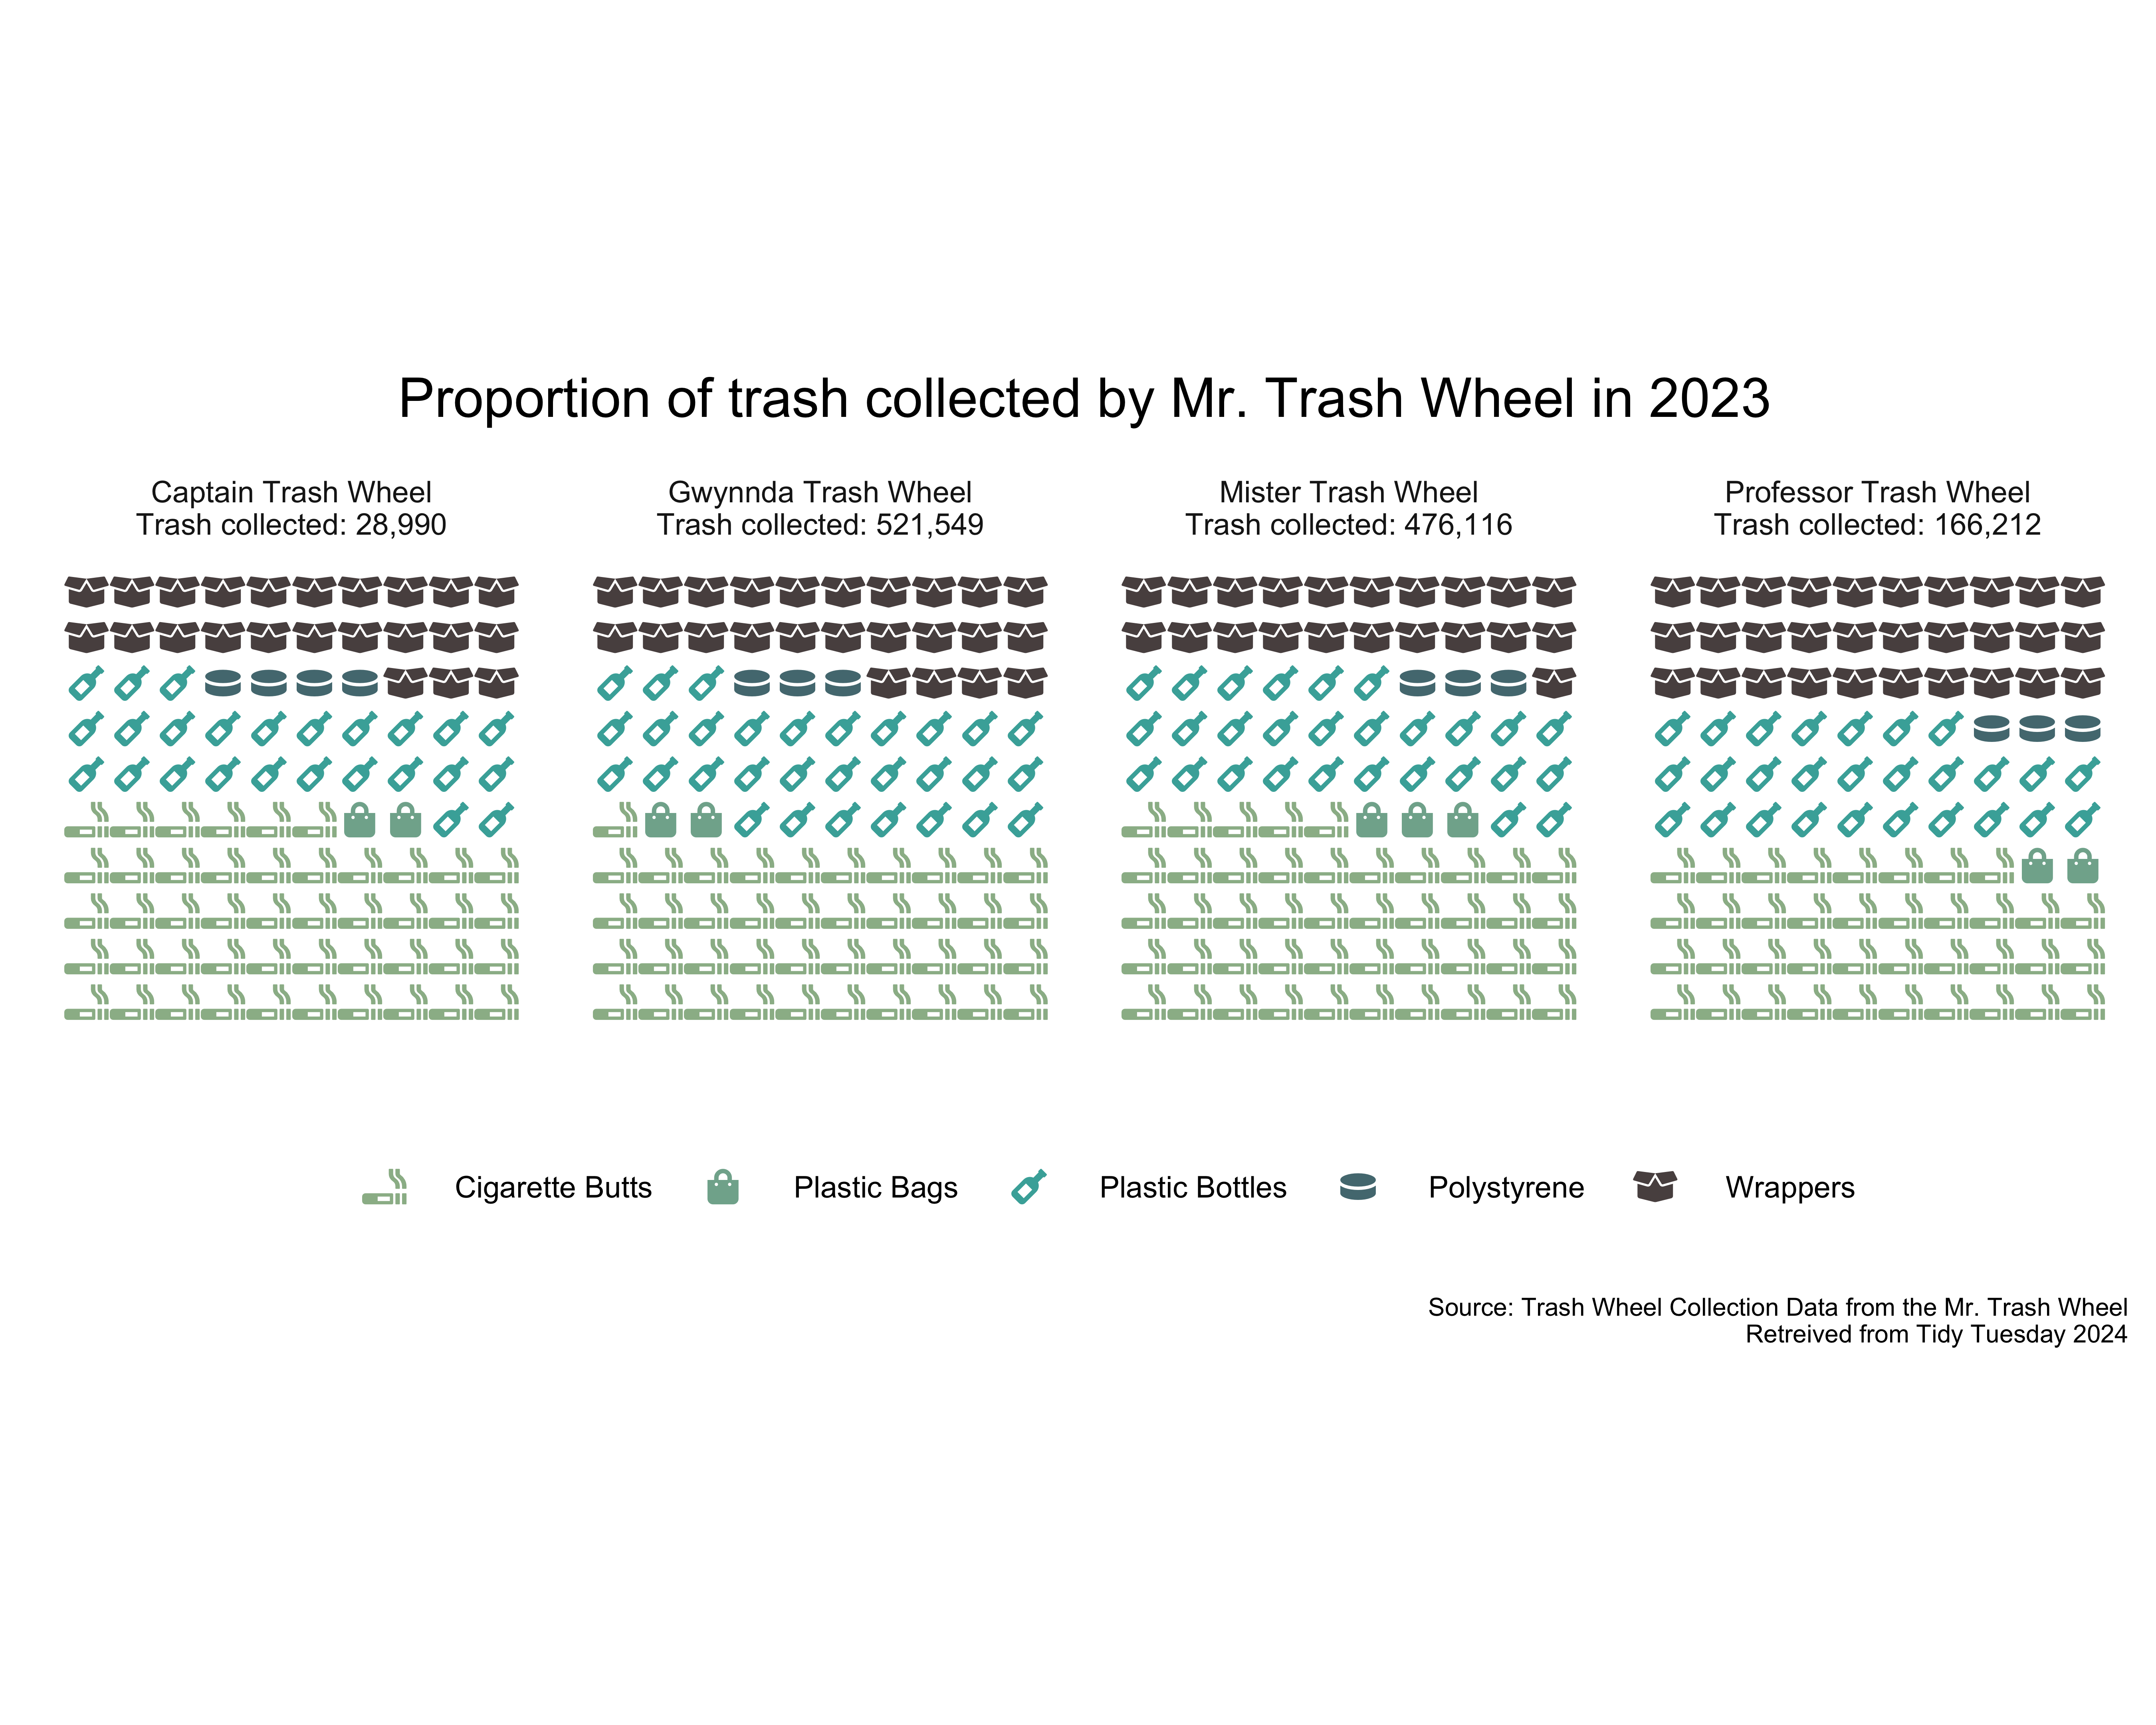 Proportion of trash collected by Mr. Trash Wheel in 2023
Captain Trash Wheel
Trash collected: 28,990
Gwynnda Trash Wheel
Trash collected: 521,549
Mister Trash Wheel
Trash collected: 476,116
Professor Trash Wheel
Trash collected: 166,212
Cigarette Butts
Plastic Bags
Plastic Bottles
Polystyrene
Wrappers
Source: Trash Wheel Collection Data from the Mr. Trash Wheel
Retreived from Tidy Tuesday 2024